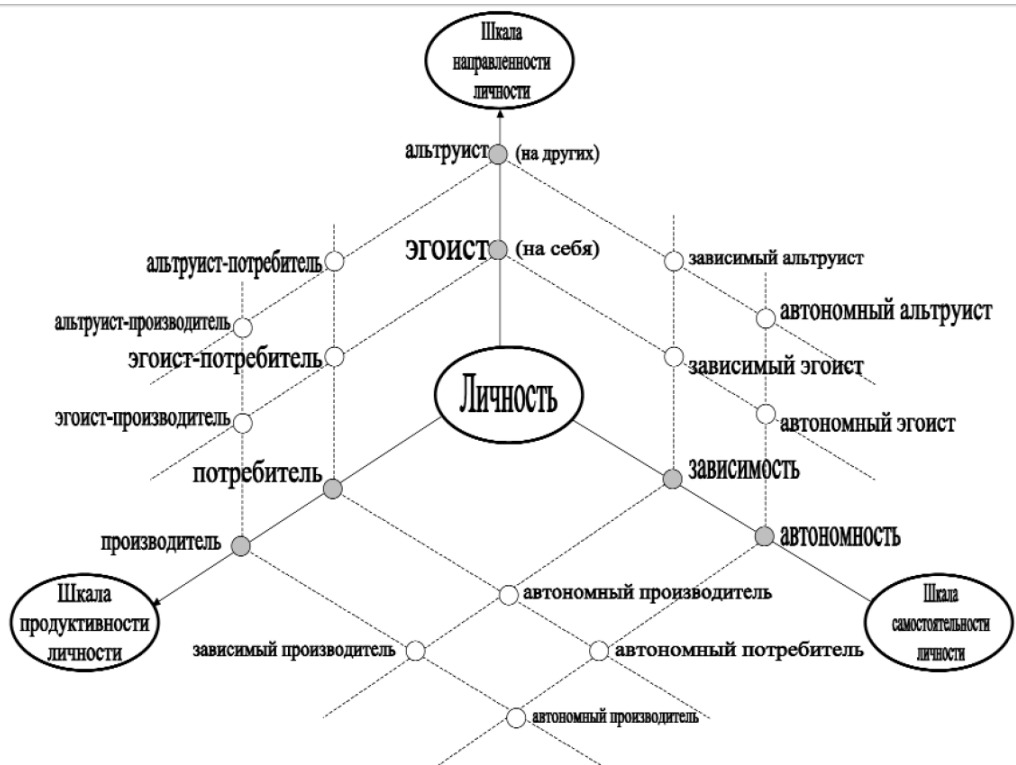 Шкала
направленности
личности
альтруист (на других)
эгоист (на себя)
альтруист-потребитель
зависимый альтруист
альтруист-производитель
автономный альтруист
эгоист-потребитель
зависимый эгоист
Личность
эгоист-производитель
автономный эгоист
потребитель
зависимость
производитель
автономность
Шкала
продуктивности
личности
Шкала
самостоятельности
личности
автономный производитель
зависимый производитель
автономный потребитель
автономный производитель